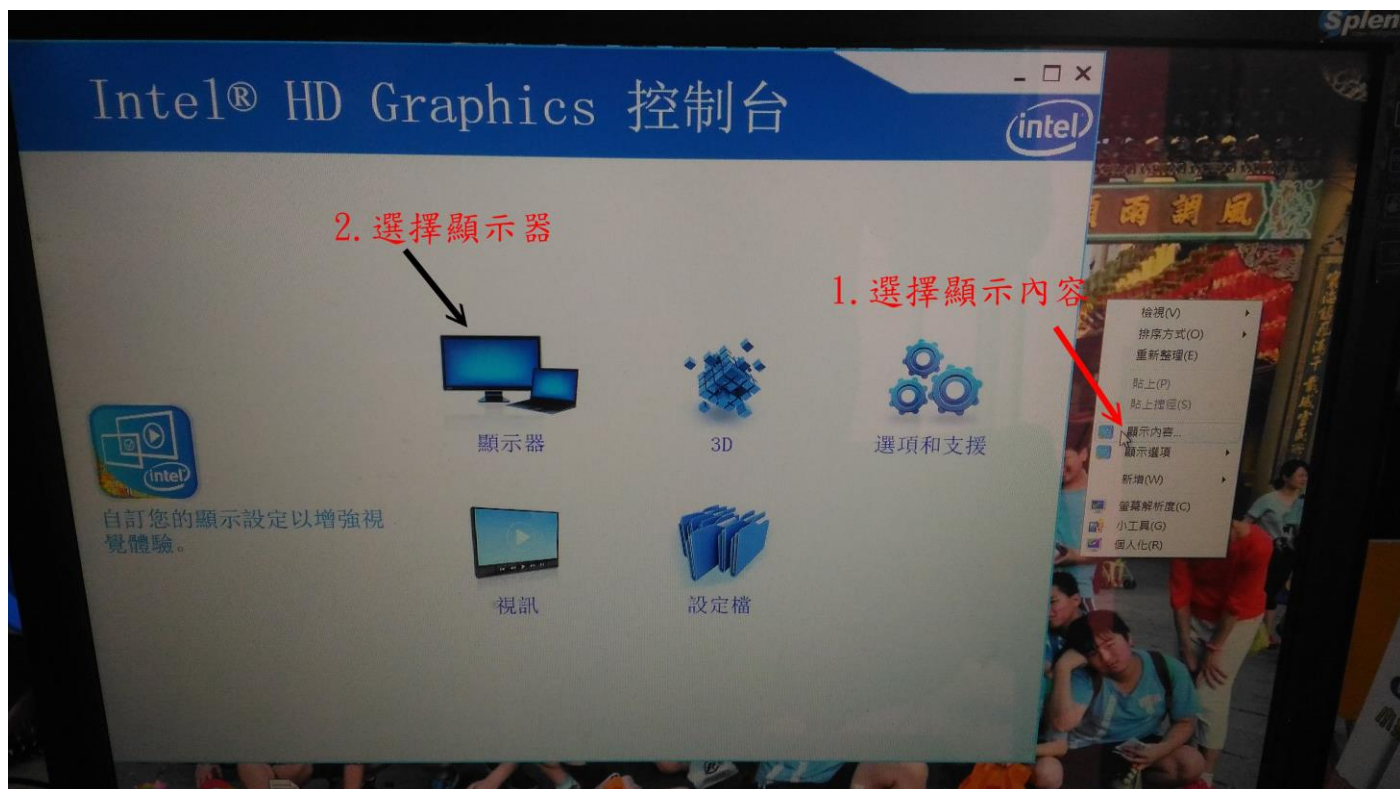 Splen
Intel® HD Graphics 控制台
intel
2.選擇顯示器
1.選擇顯示內容
調風
雨
檢視(V)
排序方式(O)
重新整理(E)
貼上(P)
貼上捷徑(S)
顯示內容...
顯示選項
新增(W)
螢幕解析度(C)
小工具(G)
個人化(R)
顯示器
3D
選項和支援
intel
自訂您的顯示設定以增強視
覺體驗。
視訊
設定檔